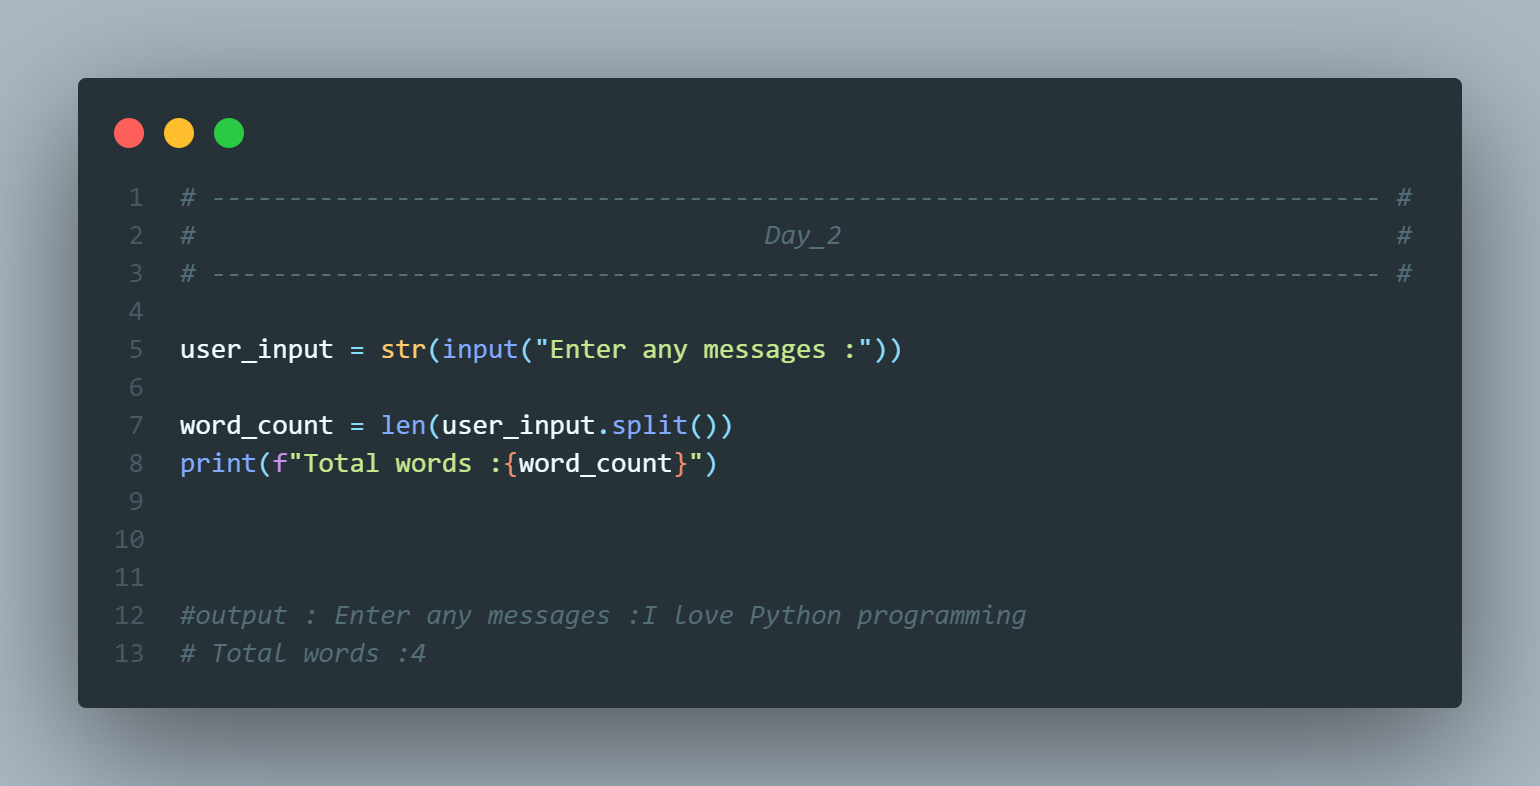 1 # ---------------------------------------------------------------------------- #
2 #                                     Day_2                                    #
3 # ---------------------------------------------------------------------------- #
4
5 user_input = str(input("Enter any messages :"))
6
7 word_count = len(user_input.split())
8 print(f"Total words :{word_count}")
9
10
11
12 #output : Enter any messages :I love Python programming
13 # Total words :4